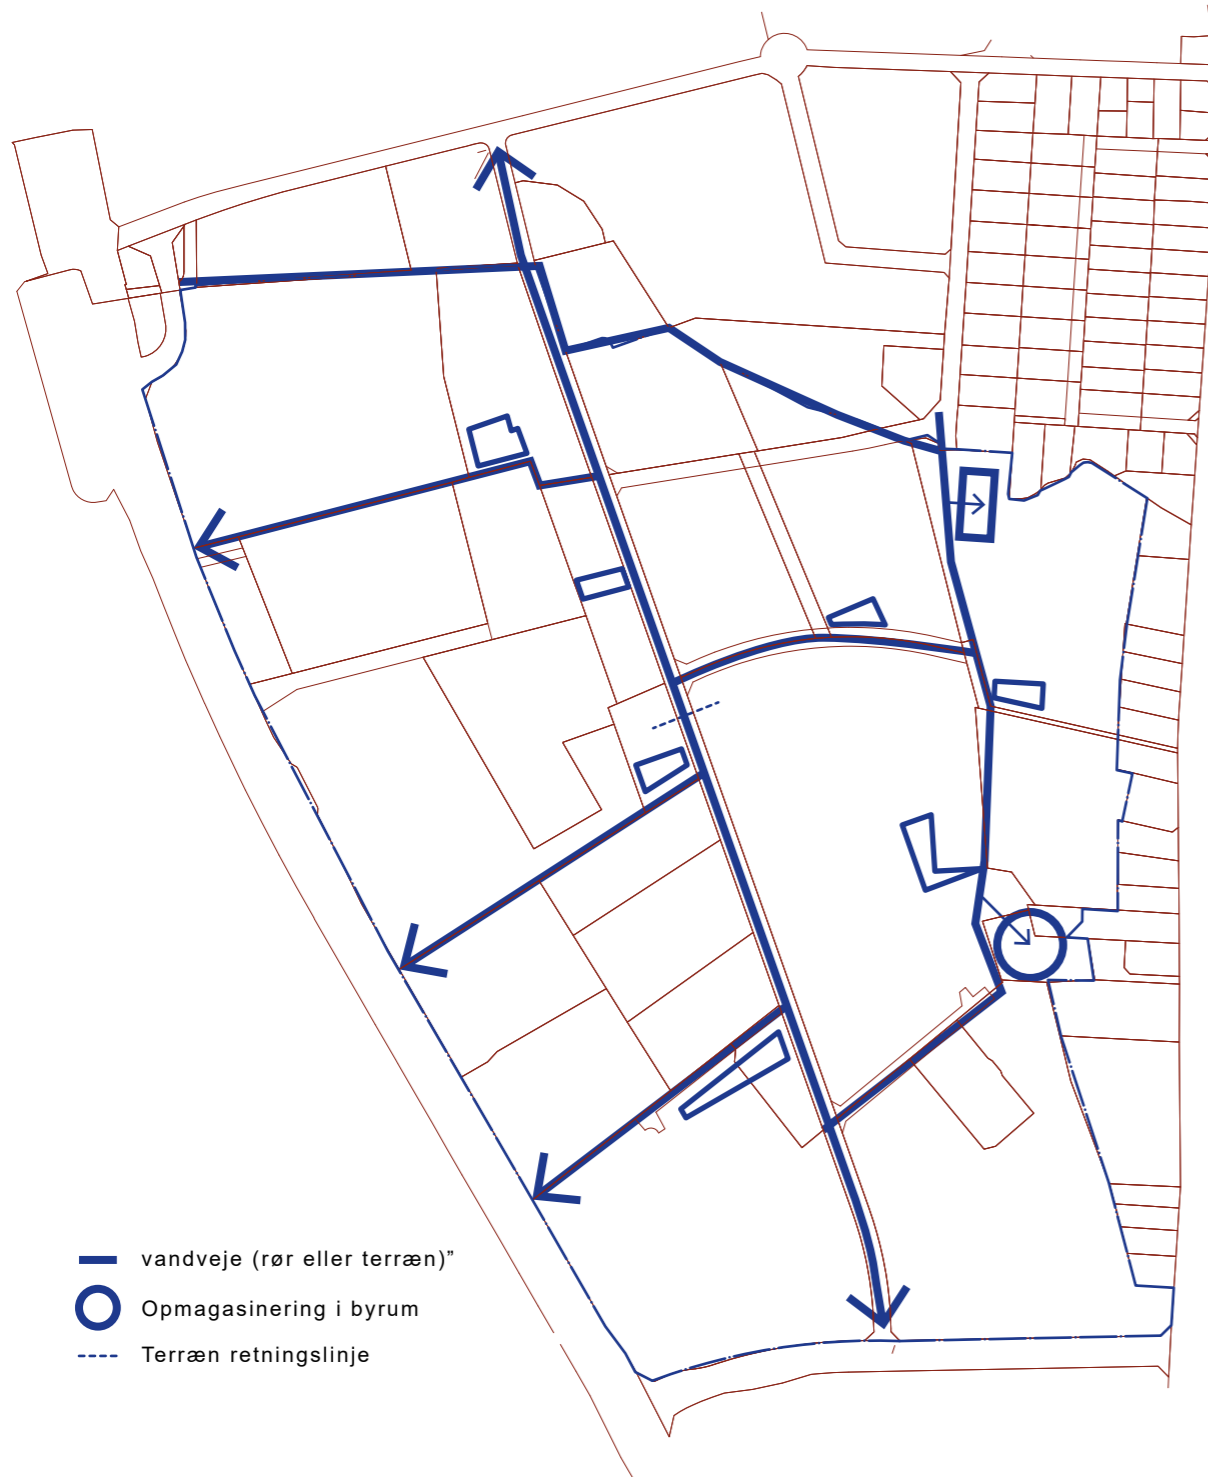 vandveje (rør eller terræn)”
Opmagasinering i byrum
Terræn retningslinje